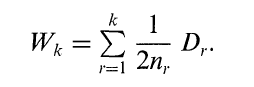 $W_k = \sum_{r=1}^{k} \frac{1}{2n_r} D_r.$